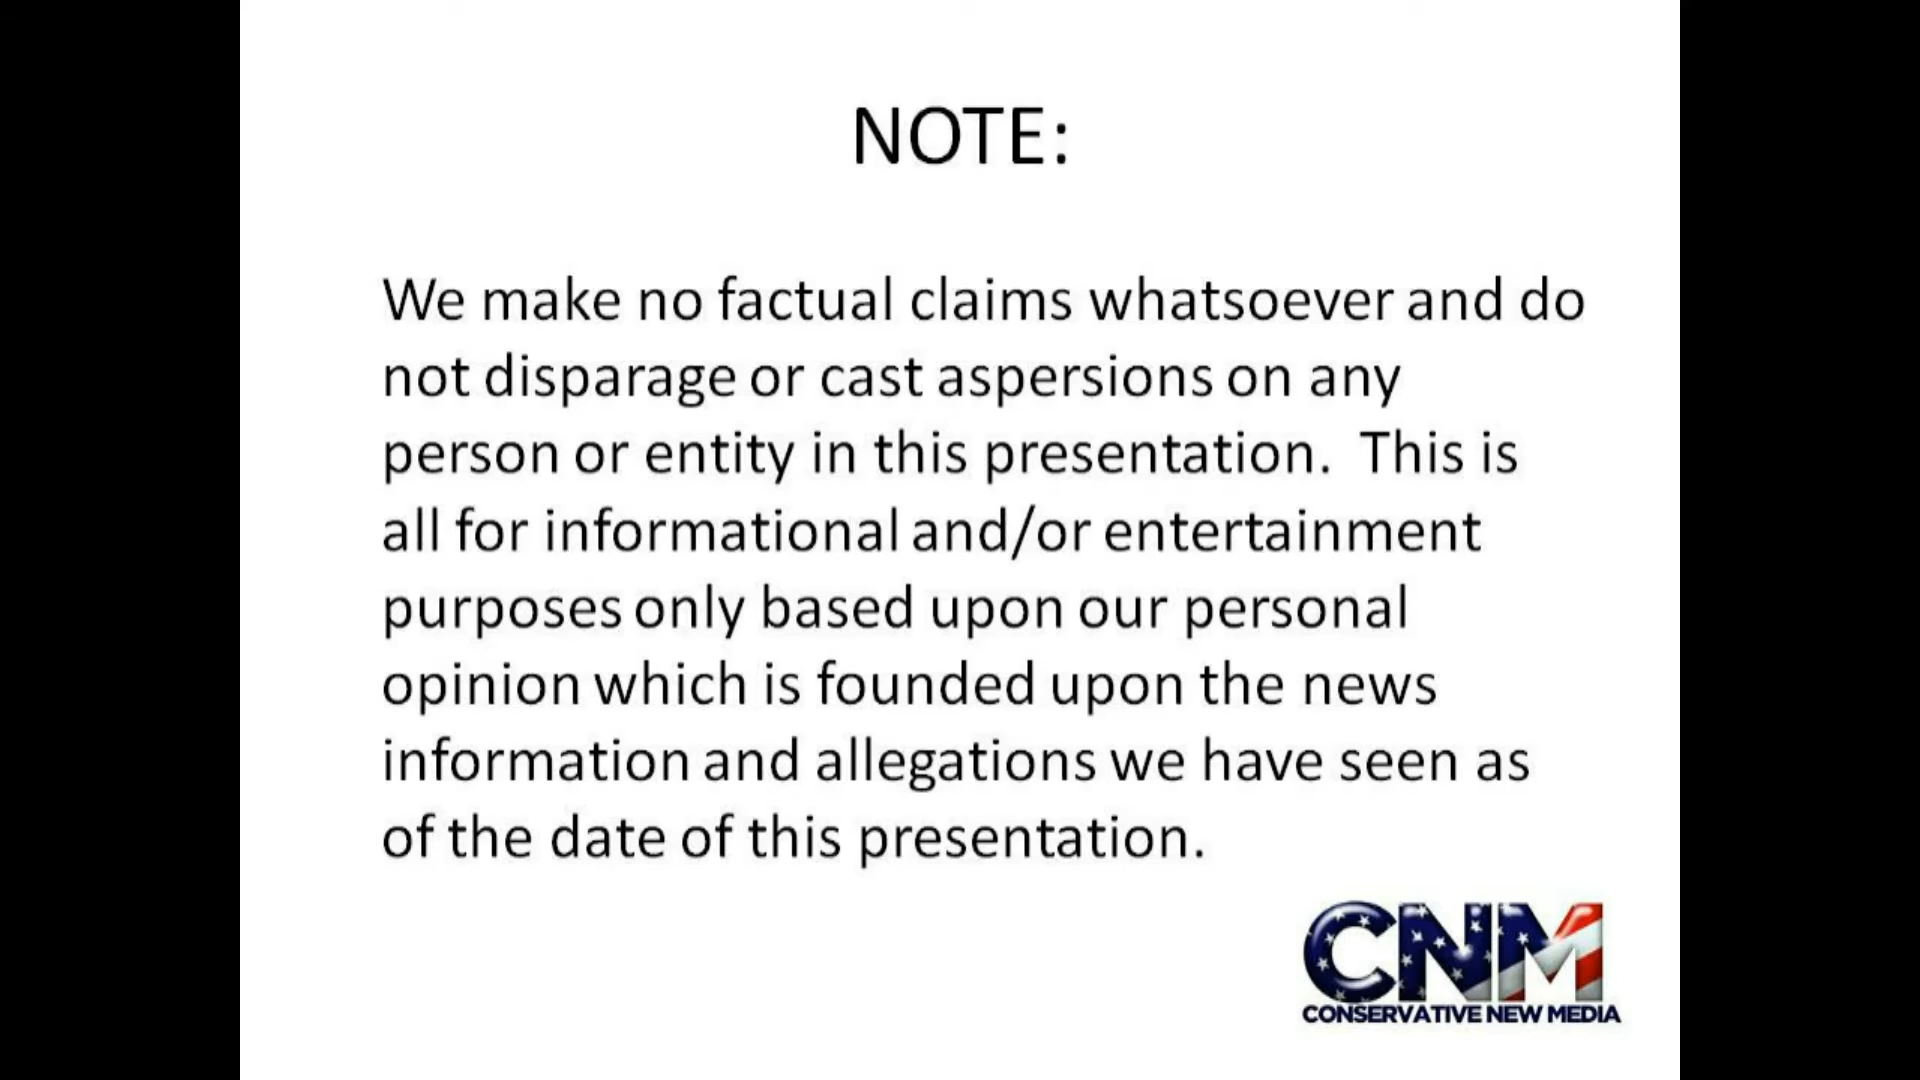 NOTE:
We make no factual claims whatsoever and do
not disparage or cast aspersions on any
person or entity in this presentation.  This is
all for informational and/or entertainment
purposes only based upon our personal
opinion which is founded upon the news
information and allegations we have seen as
of the date of this presentation.
CNM
CONSERVATIVE NEW MEDIA